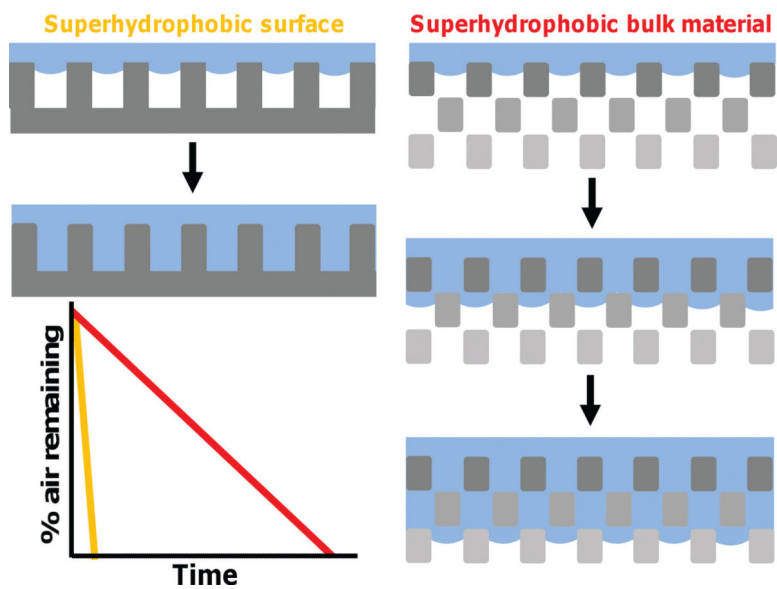 Superhydrophobic surface
Superhydrophobic bulk material
% air remaining
Time